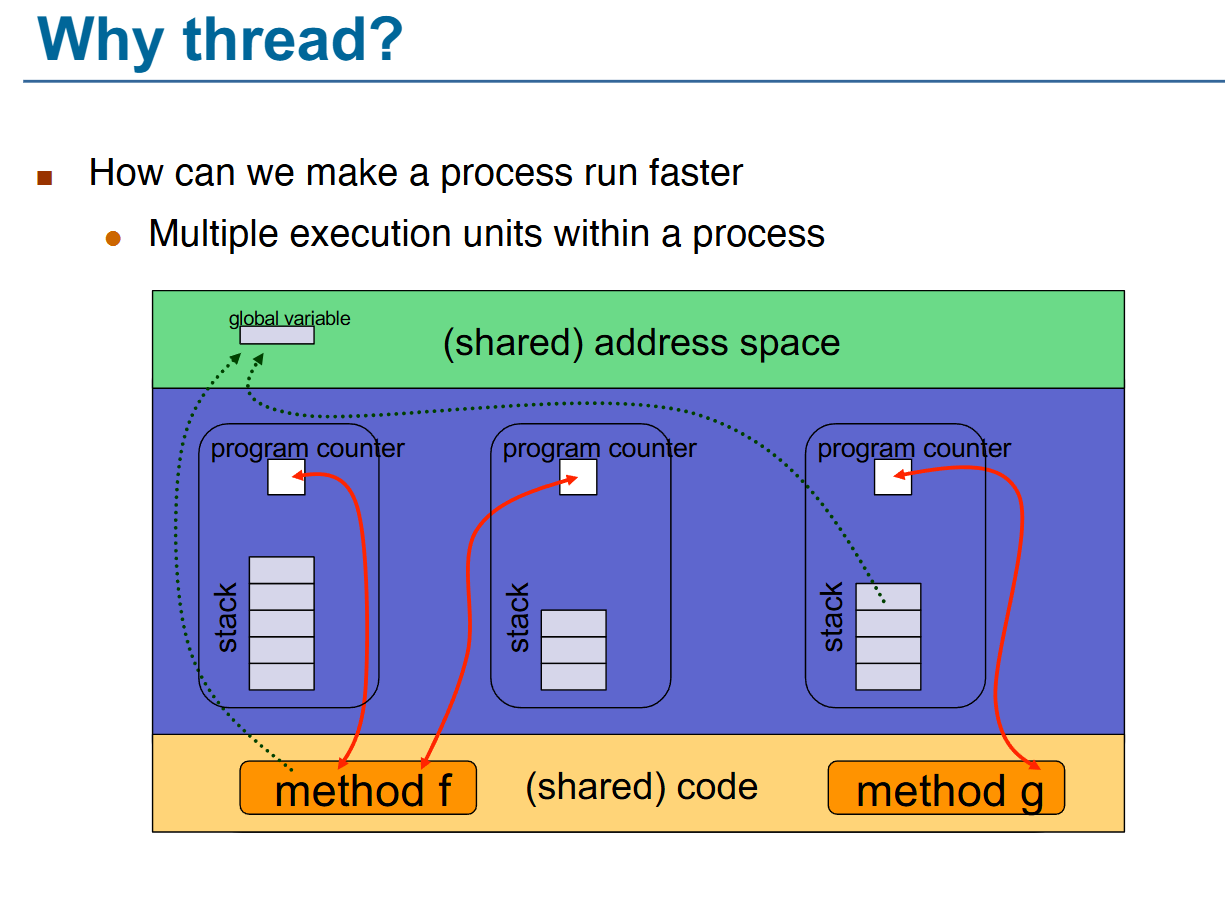 Why thread?
How can we make a process run faster
Multiple execution units within a process
global variable
(shared) address space
program counter
program counter
program counter
stack
stack
stack
method f
(shared) code
method g